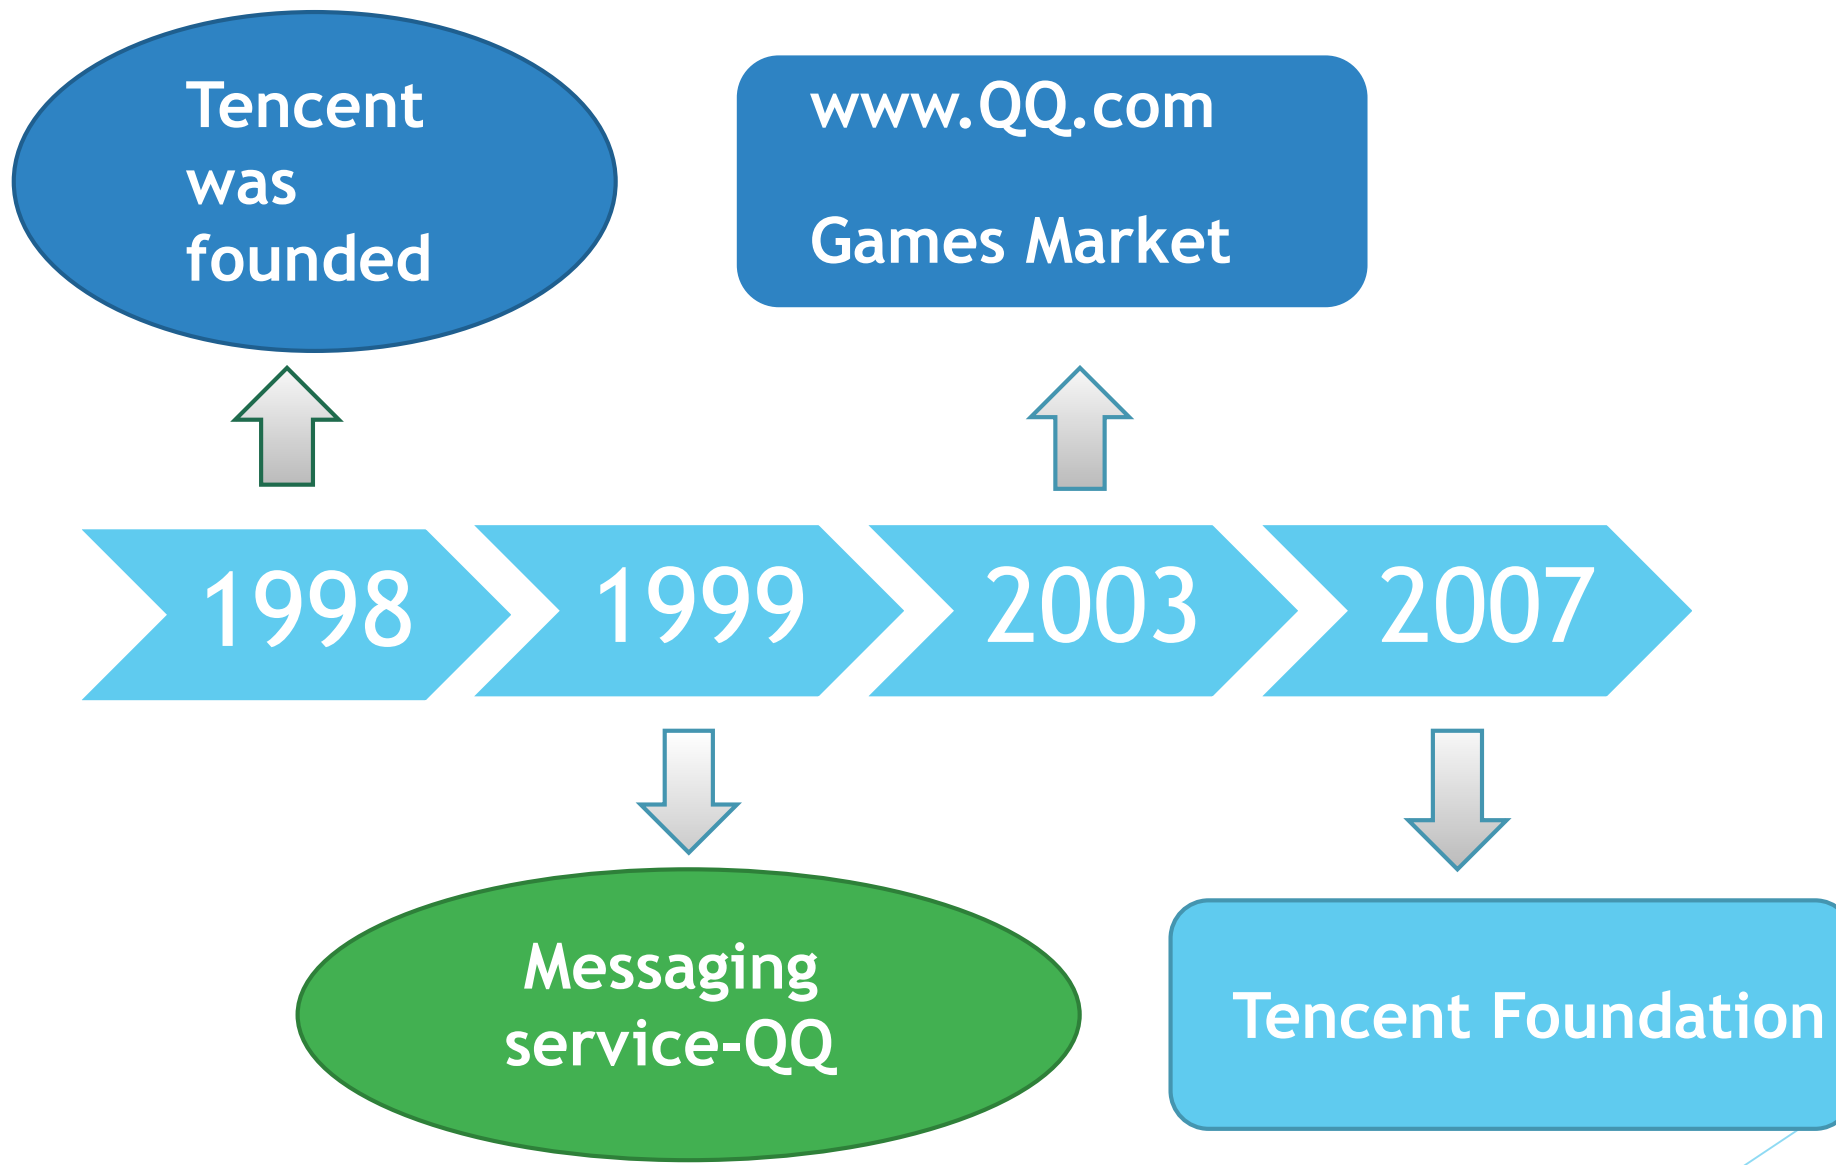 Tencent
was
founded
www.QQ.com
Games Market
1998
1999
2003
2007
Messaging
service-QQ
Tencent Foundation